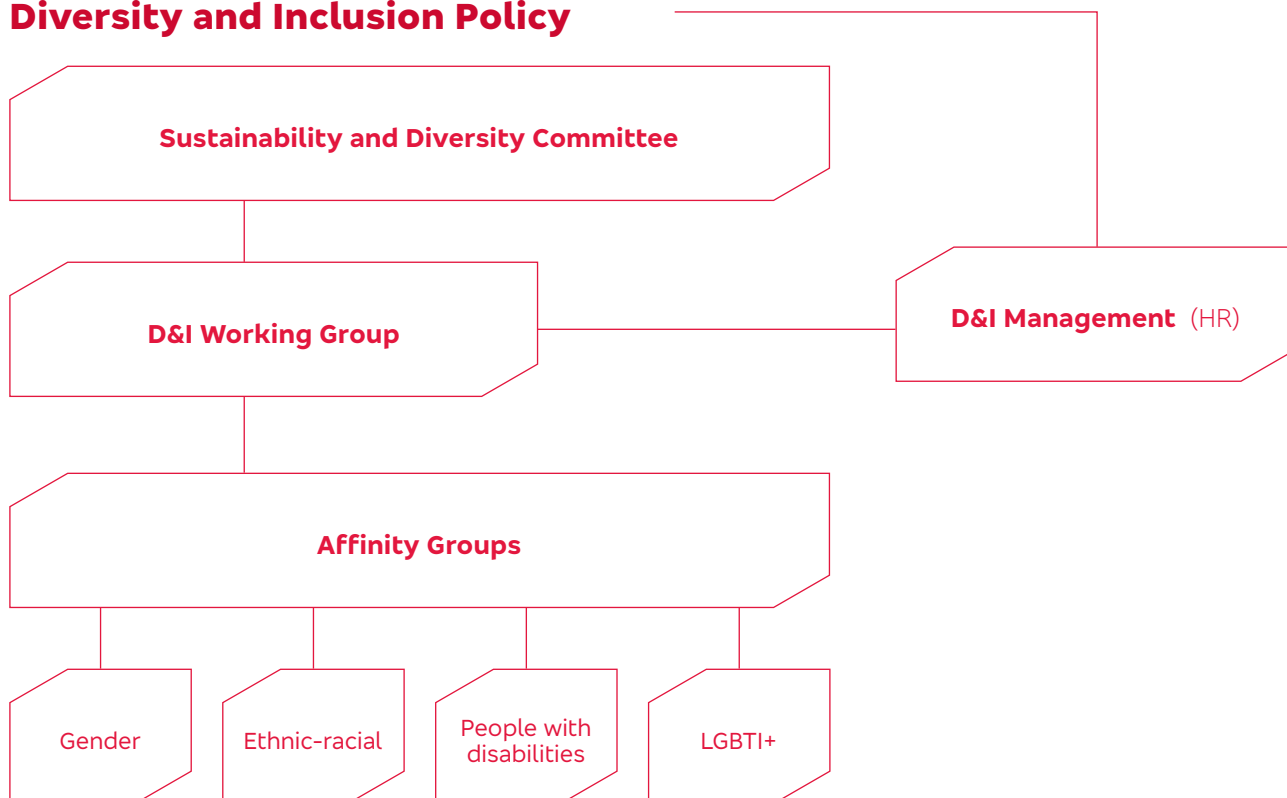 Diversity and Inclusion Policy
Sustainability and Diversity Committee
D&I Working Group
D&I Management (HR)
Affinity Groups
Gender
Ethnic-racial
People with
disabilities
LGBTI+